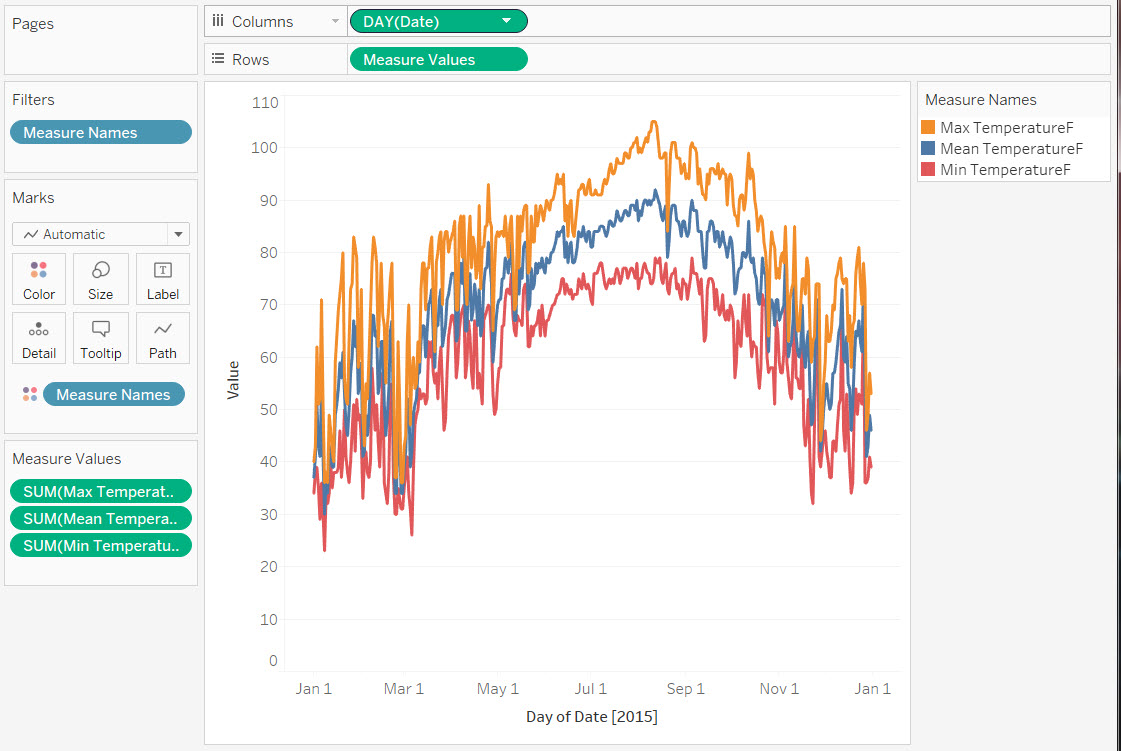 Pages
Columns
DAY(Date)
Rows
Measure Values
Filters
Measure Names
Marks
Automatic
Color
Size
Label
Detail
Tooltip
Path
Measure Names
Measure Values
SUM(Max Temperat..
SUM(Mean Tempera..
SUM(Min Temperatu..
110
100
90
80
70
60
50
40
30
20
10
0
Value
Jan 1
Mar 1
May 1
Jul 1
Sep 1
Nov 1
Jan 1
Day of Date [2015]
Measure Names
Max TemperatureF
Mean TemperatureF
Min TemperatureF